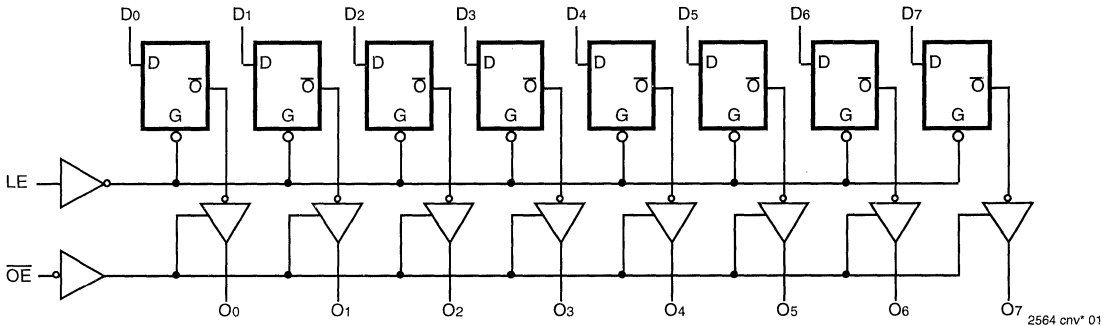 D0 D1 D2 D3 D4 D5 D6 D7
D D D D D D D D
O̅ O̅ O̅ O̅ O̅ O̅ O̅ O̅
G G G G G G G G
LE
O̅E̅
O0 O1 O2 O3 O4 O5 O6 O7
2564 cnv* 01